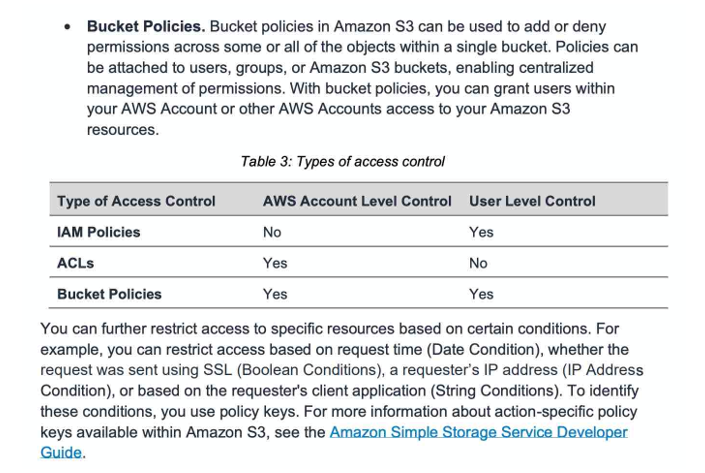 • Bucket Policies. Bucket policies in Amazon S3 can be used to add or deny
permissions across some or all of the objects within a single bucket. Policies can
be attached to users, groups, or Amazon S3 buckets, enabling centralized
management of permissions. With bucket policies, you can grant users within
your AWS Account or other AWS Accounts access to your Amazon S3
resources.
Table 3: Types of access control
Type of Access Control AWS Account Level Control User Level Control
IAM Policies No Yes
ACLs Yes No
Bucket Policies Yes Yes
You can further restrict access to specific resources based on certain conditions. For
example, you can restrict access based on request time (Date Condition), whether the
request was sent using SSL (Boolean Conditions), a requester's IP address (IP Address
Condition), or based on the requester's client application (String Conditions). To identify
these conditions, you use policy keys. For more information about action-specific policy
keys available within Amazon S3, see the Amazon Simple Storage Service Developer
Guide.